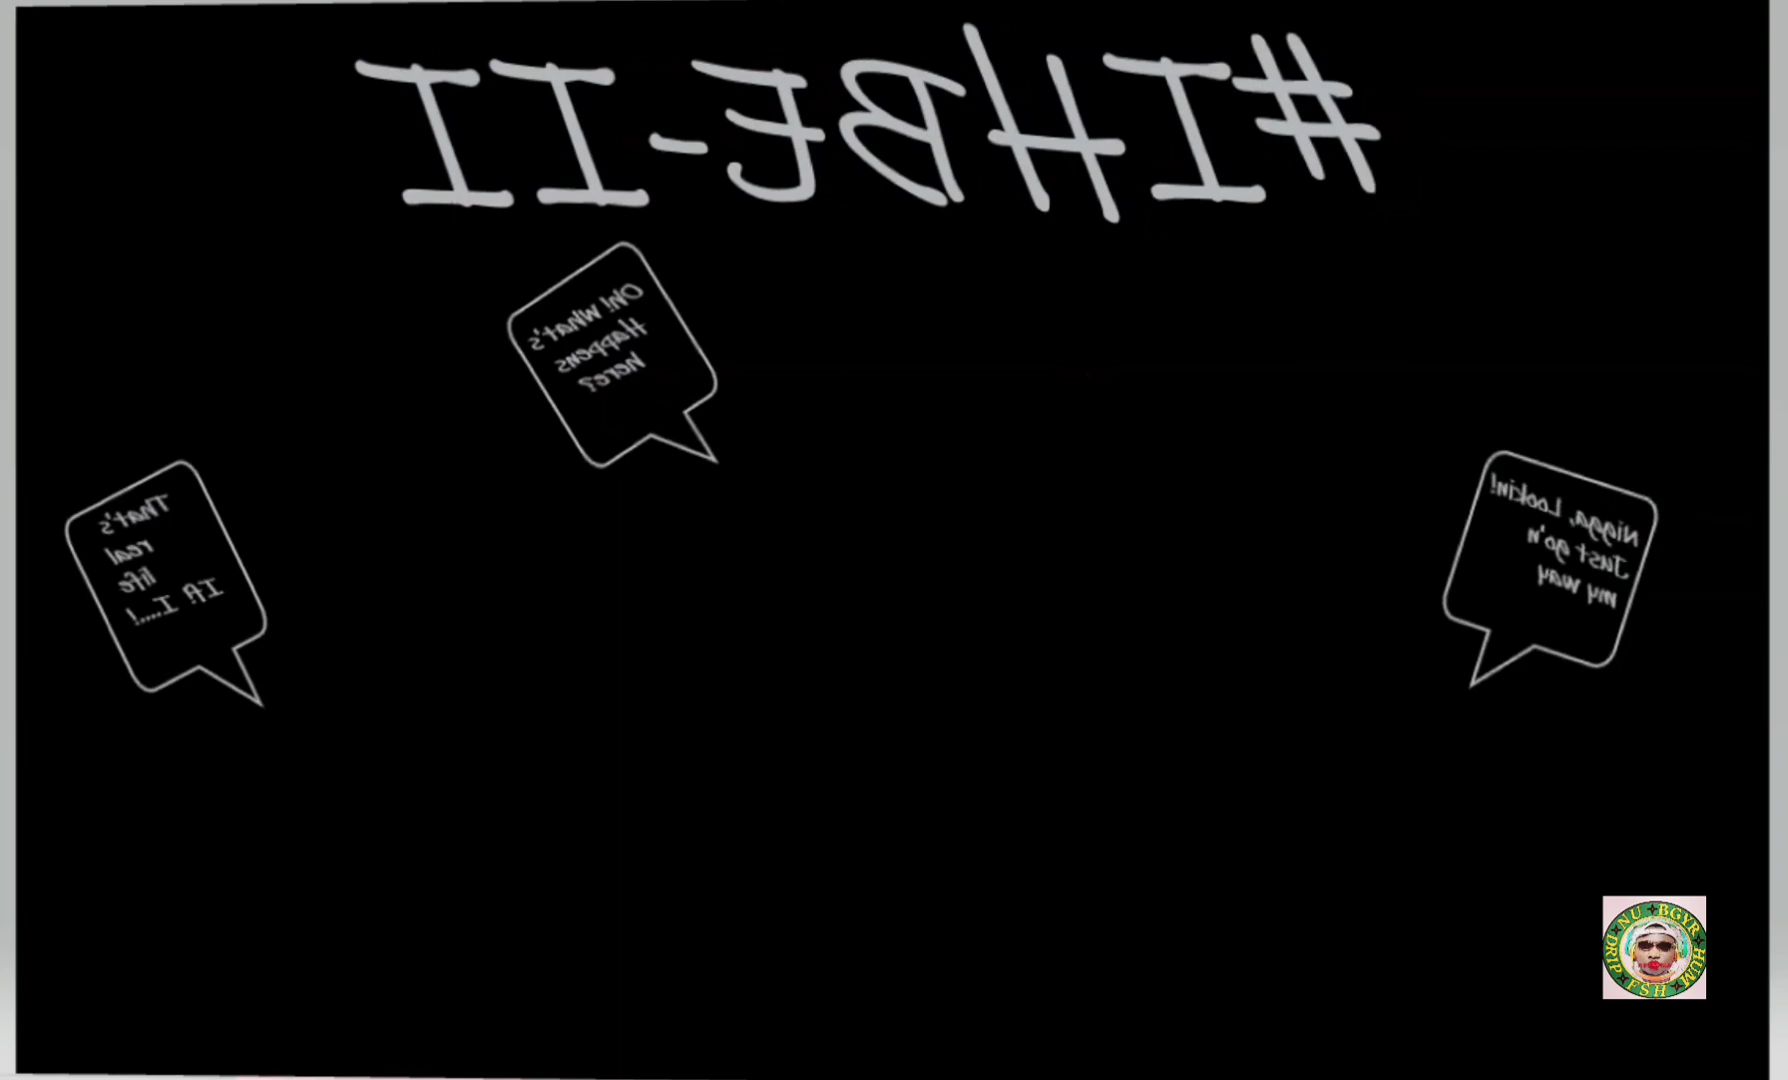 #IHBE-II
Oh! What's
Happens
here?
That's
real
life
I.A. I....!
Nigga, Lookin!
Just go'n
my way
NU ✦ BGYR ✦ HUM ✦ FSH ✦ DRIP